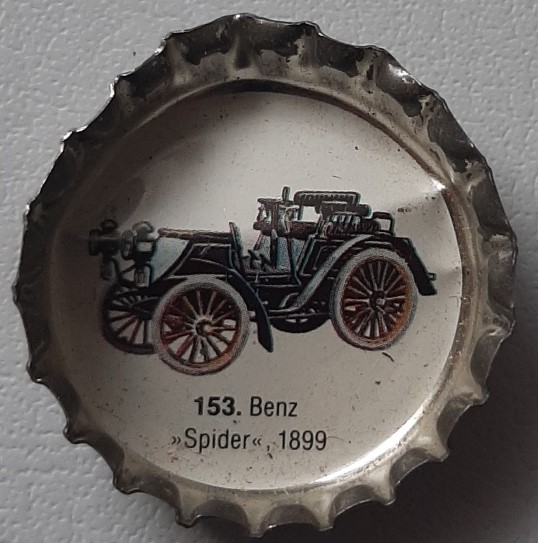 153. Benz
»Spider«, 1899